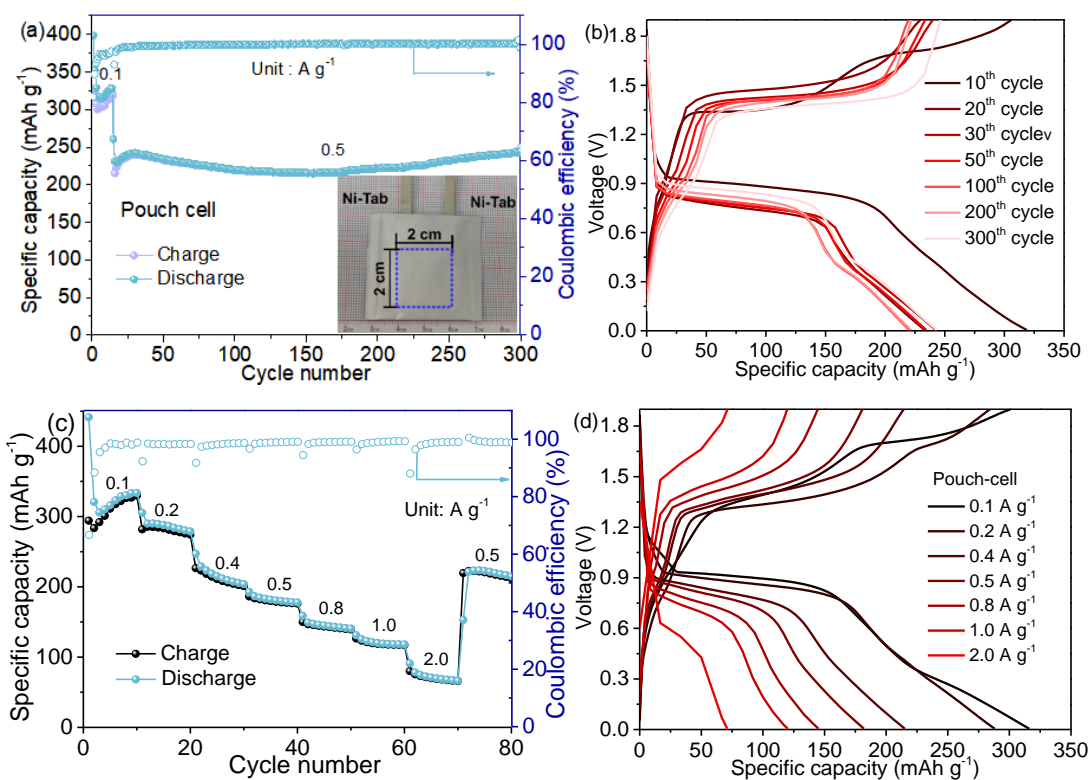 (a)
400
350
300
250
200
150
100
50
0
Specific capacity (mAh g⁻¹)
0.1
Unit : A g⁻¹
0.5
Pouch cell
Charge
Discharge
Ni-Tab
Ni-Tab
2 cm
2 cm
100
80
60
40
20
0
Coulombic efficiency (%)
0 50 100 150 200 250 300
Cycle number
(b)
1.8
1.5
1.2
0.9
0.6
0.3
0.0
Voltage (V)
10th cycle
20th cycle
30th cyclev
50th cycle
100th cycle
200th cycle
300th cycle
0 50 100 150 200 250 300 350
Specific capacity (mAh g⁻¹)
(c)
400
300
200
100
0
Specific capacity (mAh g⁻¹)
0.1
0.2
0.4
0.5
0.8
1.0
2.0
0.5
Unit: A g⁻¹
Charge
Discharge
100
80
60
40
20
0
Coulombic efficiency (%)
0 20 40 60 80
Cycle number
(d)
1.8
1.5
1.2
0.9
0.6
0.3
0.0
Voltage (V)
Pouch-cell
0.1 A g⁻¹
0.2 A g⁻¹
0.4 A g⁻¹
0.5 A g⁻¹
0.8 A g⁻¹
1.0 A g⁻¹
2.0 A g⁻¹
0 50 100 150 200 250 300 350
Specific capacity (mAh g⁻¹)